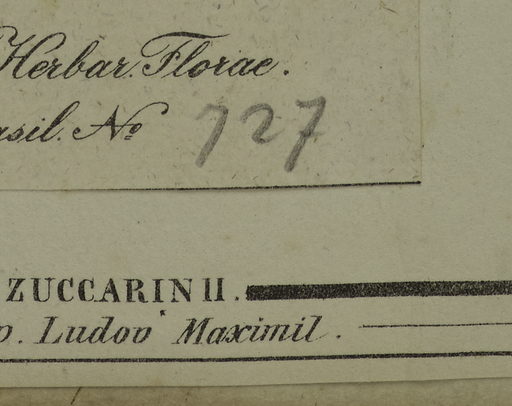 Herbar. Florae.
asil. No 727
ZUCCARINII.
p. Ludov. Maximil.